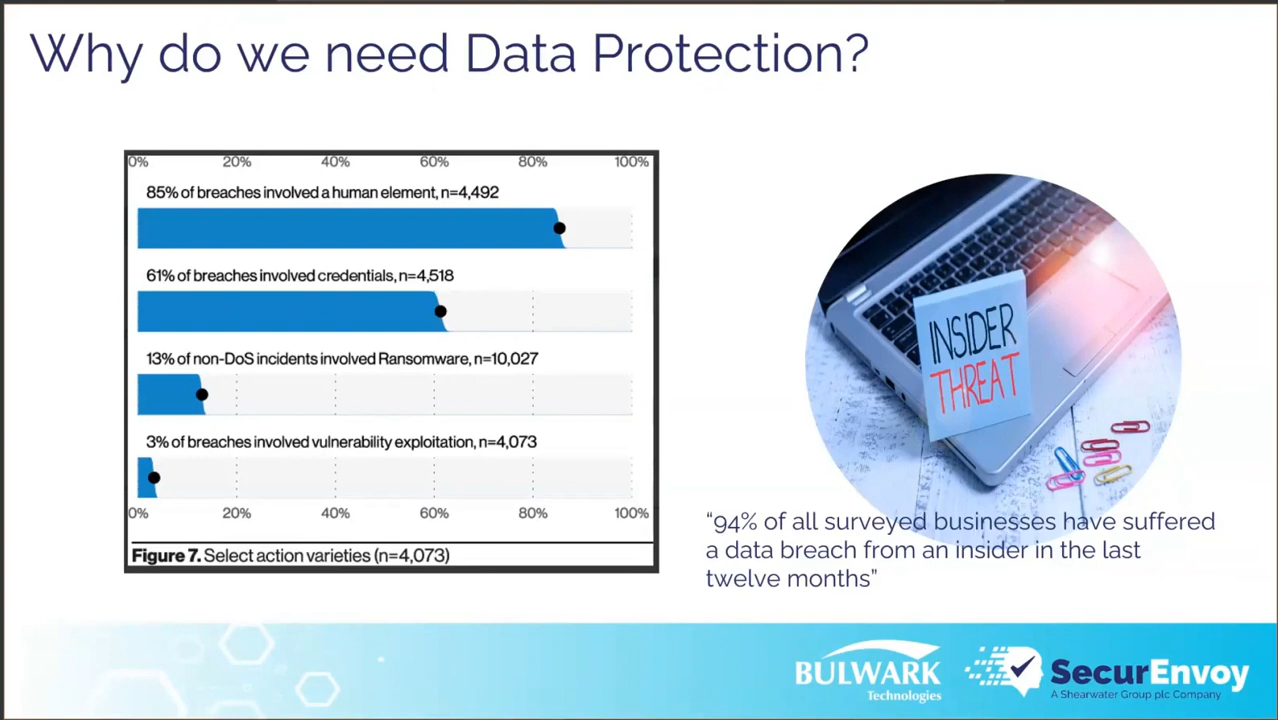 Why do we need Data Protection?
0% 20% 40% 60% 80% 100%
85% of breaches involved a human element, n=4,492
61% of breaches involved credentials, n=4,518
13% of non-DoS incidents involved Ransomware, n=10,027
3% of breaches involved vulnerability exploitation, n=4,073
0% 20% 40% 60% 80% 100%
Figure 7. Select action varieties (n=4,073)
INSIDER
THREAT
“94% of all surveyed businesses have suffered
a data breach from an insider in the last
twelve months”
BULWARK
Technologies
SecurEnvoy
A Shearwater Group plc Company